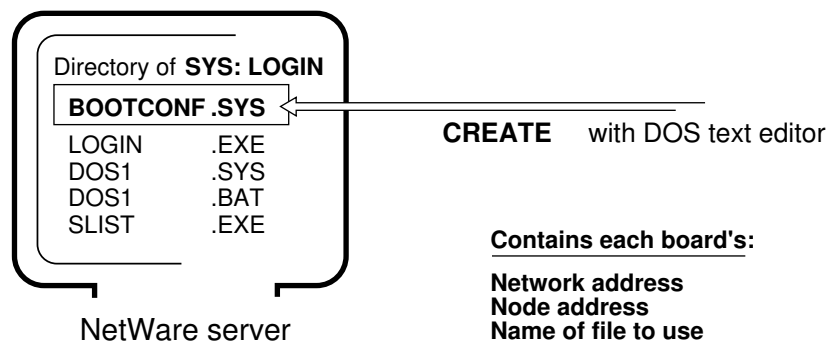 Directory of SYS: LOGIN
BOOTCONF .SYS
LOGIN .EXE
DOS1 .SYS
DOS1 .BAT
SLIST .EXE
NetWare server
CREATE with DOS text editor
Contains each board's:
Network address
Node address
Name of file to use